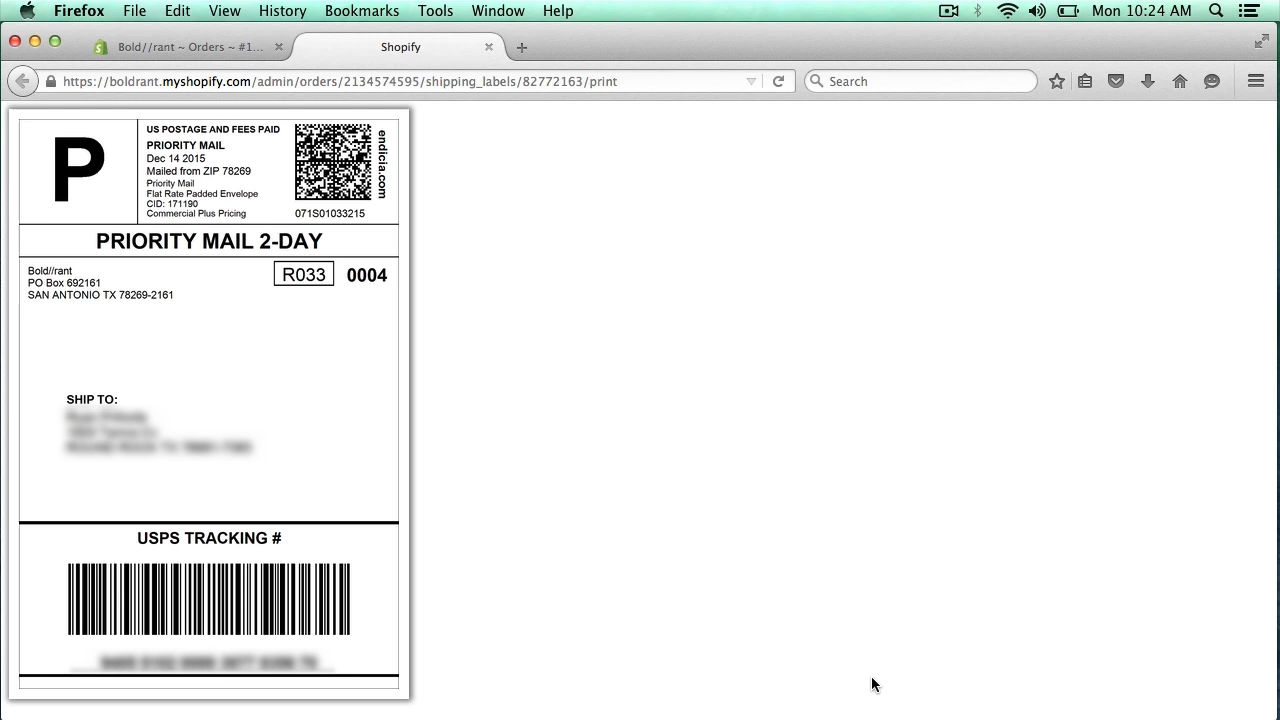 Firefox File Edit View History Bookmarks Tools Window Help Mon 10:24 AM
Bold//rant ~ Orders ~ #1... Shopify
https://boldrant.myshopify.com/admin/orders/2134574595/shipping_labels/82772163/print Search
P
US POSTAGE AND FEES PAID
PRIORITY MAIL
Dec 14 2015
Mailed from ZIP 78269
Priority Mail
Flat Rate Padded Envelope
CID: 171190
Commercial Plus Pricing
endicia.com
071S01033215
PRIORITY MAIL 2-DAY
Bold//rant
PO Box 692161
SAN ANTONIO TX 78269-2161
R033 0004
SHIP TO:
USPS TRACKING #